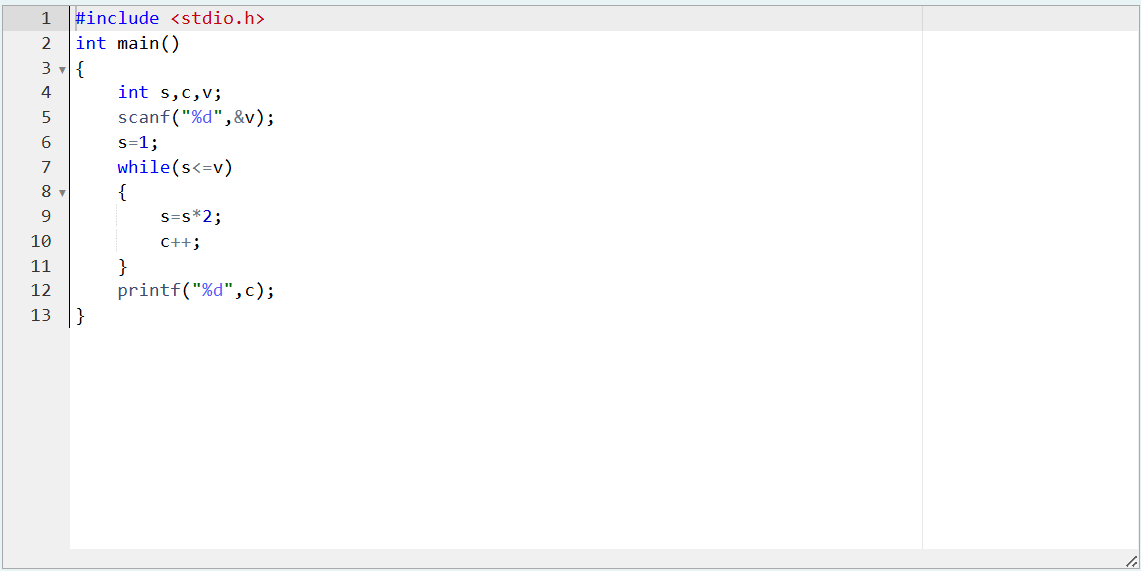 1 #include <stdio.h>
2 int main()
3 {
4 int s,c,v;
5 scanf("%d",&v);
6 s=1;
7 while(s<=v)
8 {
9 s=s*2;
10 c++;
11 }
12 printf("%d",c);
13 }